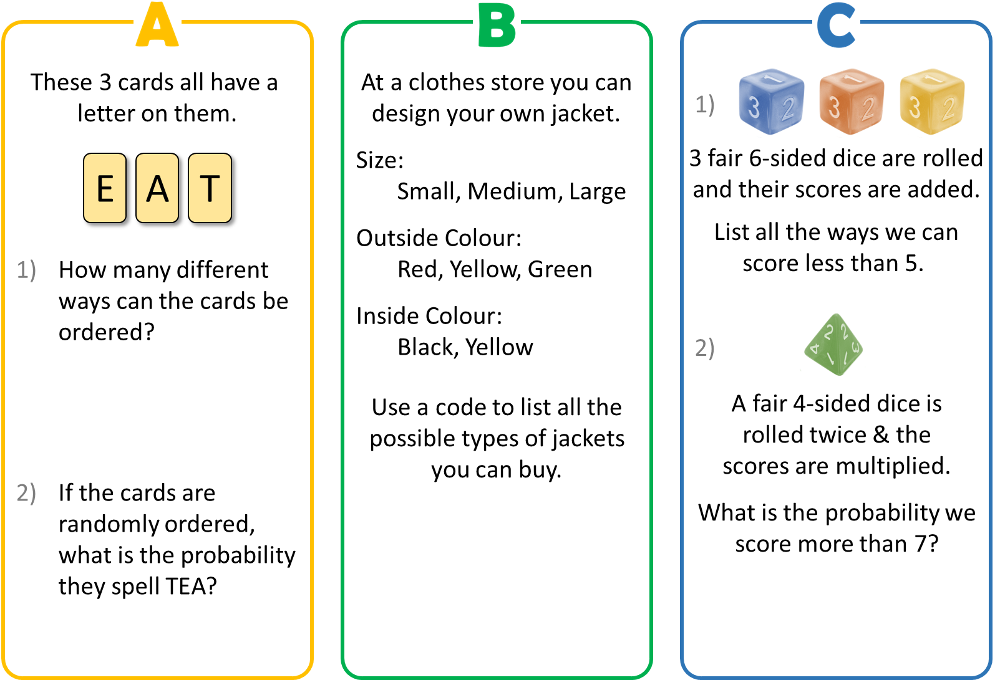 A
These 3 cards all have a
letter on them.
E A T
1) How many different
ways can the cards be
ordered?
2) If the cards are
randomly ordered,
what is the probability
they spell TEA?
B
At a clothes store you can
design your own jacket.
Size:
Small, Medium, Large
Outside Colour:
Red, Yellow, Green
Inside Colour:
Black, Yellow
Use a code to list all the
possible types of jackets
you can buy.
C
1)
1 1 1
3 2 3 2 3 2
3 fair 6-sided dice are rolled
and their scores are added.
List all the ways we can
score less than 5.
2)
2 2
4 3
1 1
A fair 4-sided dice is
rolled twice & the
scores are multiplied.
What is the probability we
score more than 7?